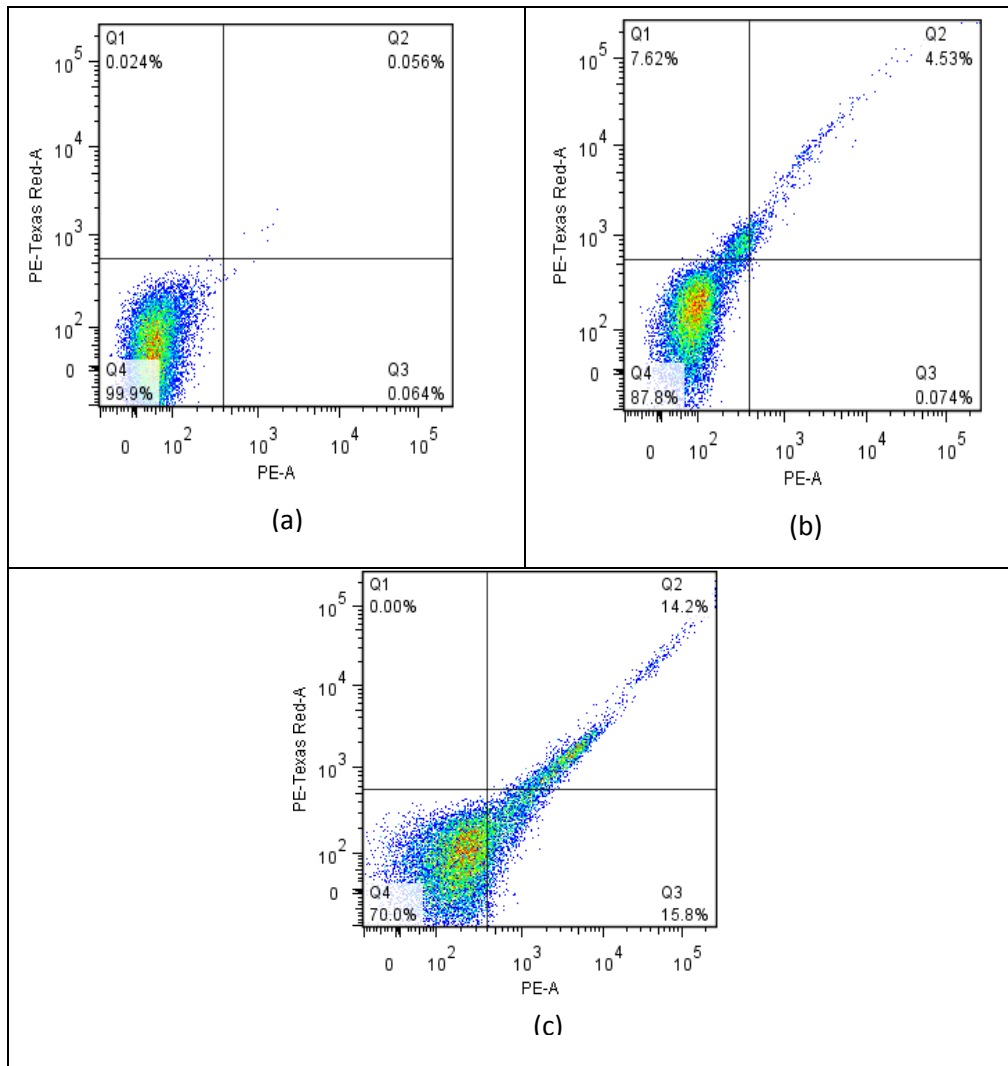 Q1
0.024%
Q2
0.056%
10^5
10^4
10^3
10^2
0
PE-Texas Red-A
Q4
99.9%
Q3
0.064%
0 10^2 10^3 10^4 10^5
PE-A
(a)
Q1
7.62%
Q2
4.53%
10^5
10^4
10^3
10^2
0
PE-Texas Red-A
Q4
87.8%
Q3
0.074%
0 10^2 10^3 10^4 10^5
PE-A
(b)
Q1
0.00%
Q2
14.2%
10^5
10^4
10^3
10^2
0
PE-Texas Red-A
Q4
70.0%
Q3
15.8%
0 10^2 10^3 10^4 10^5
PE-A
(c)